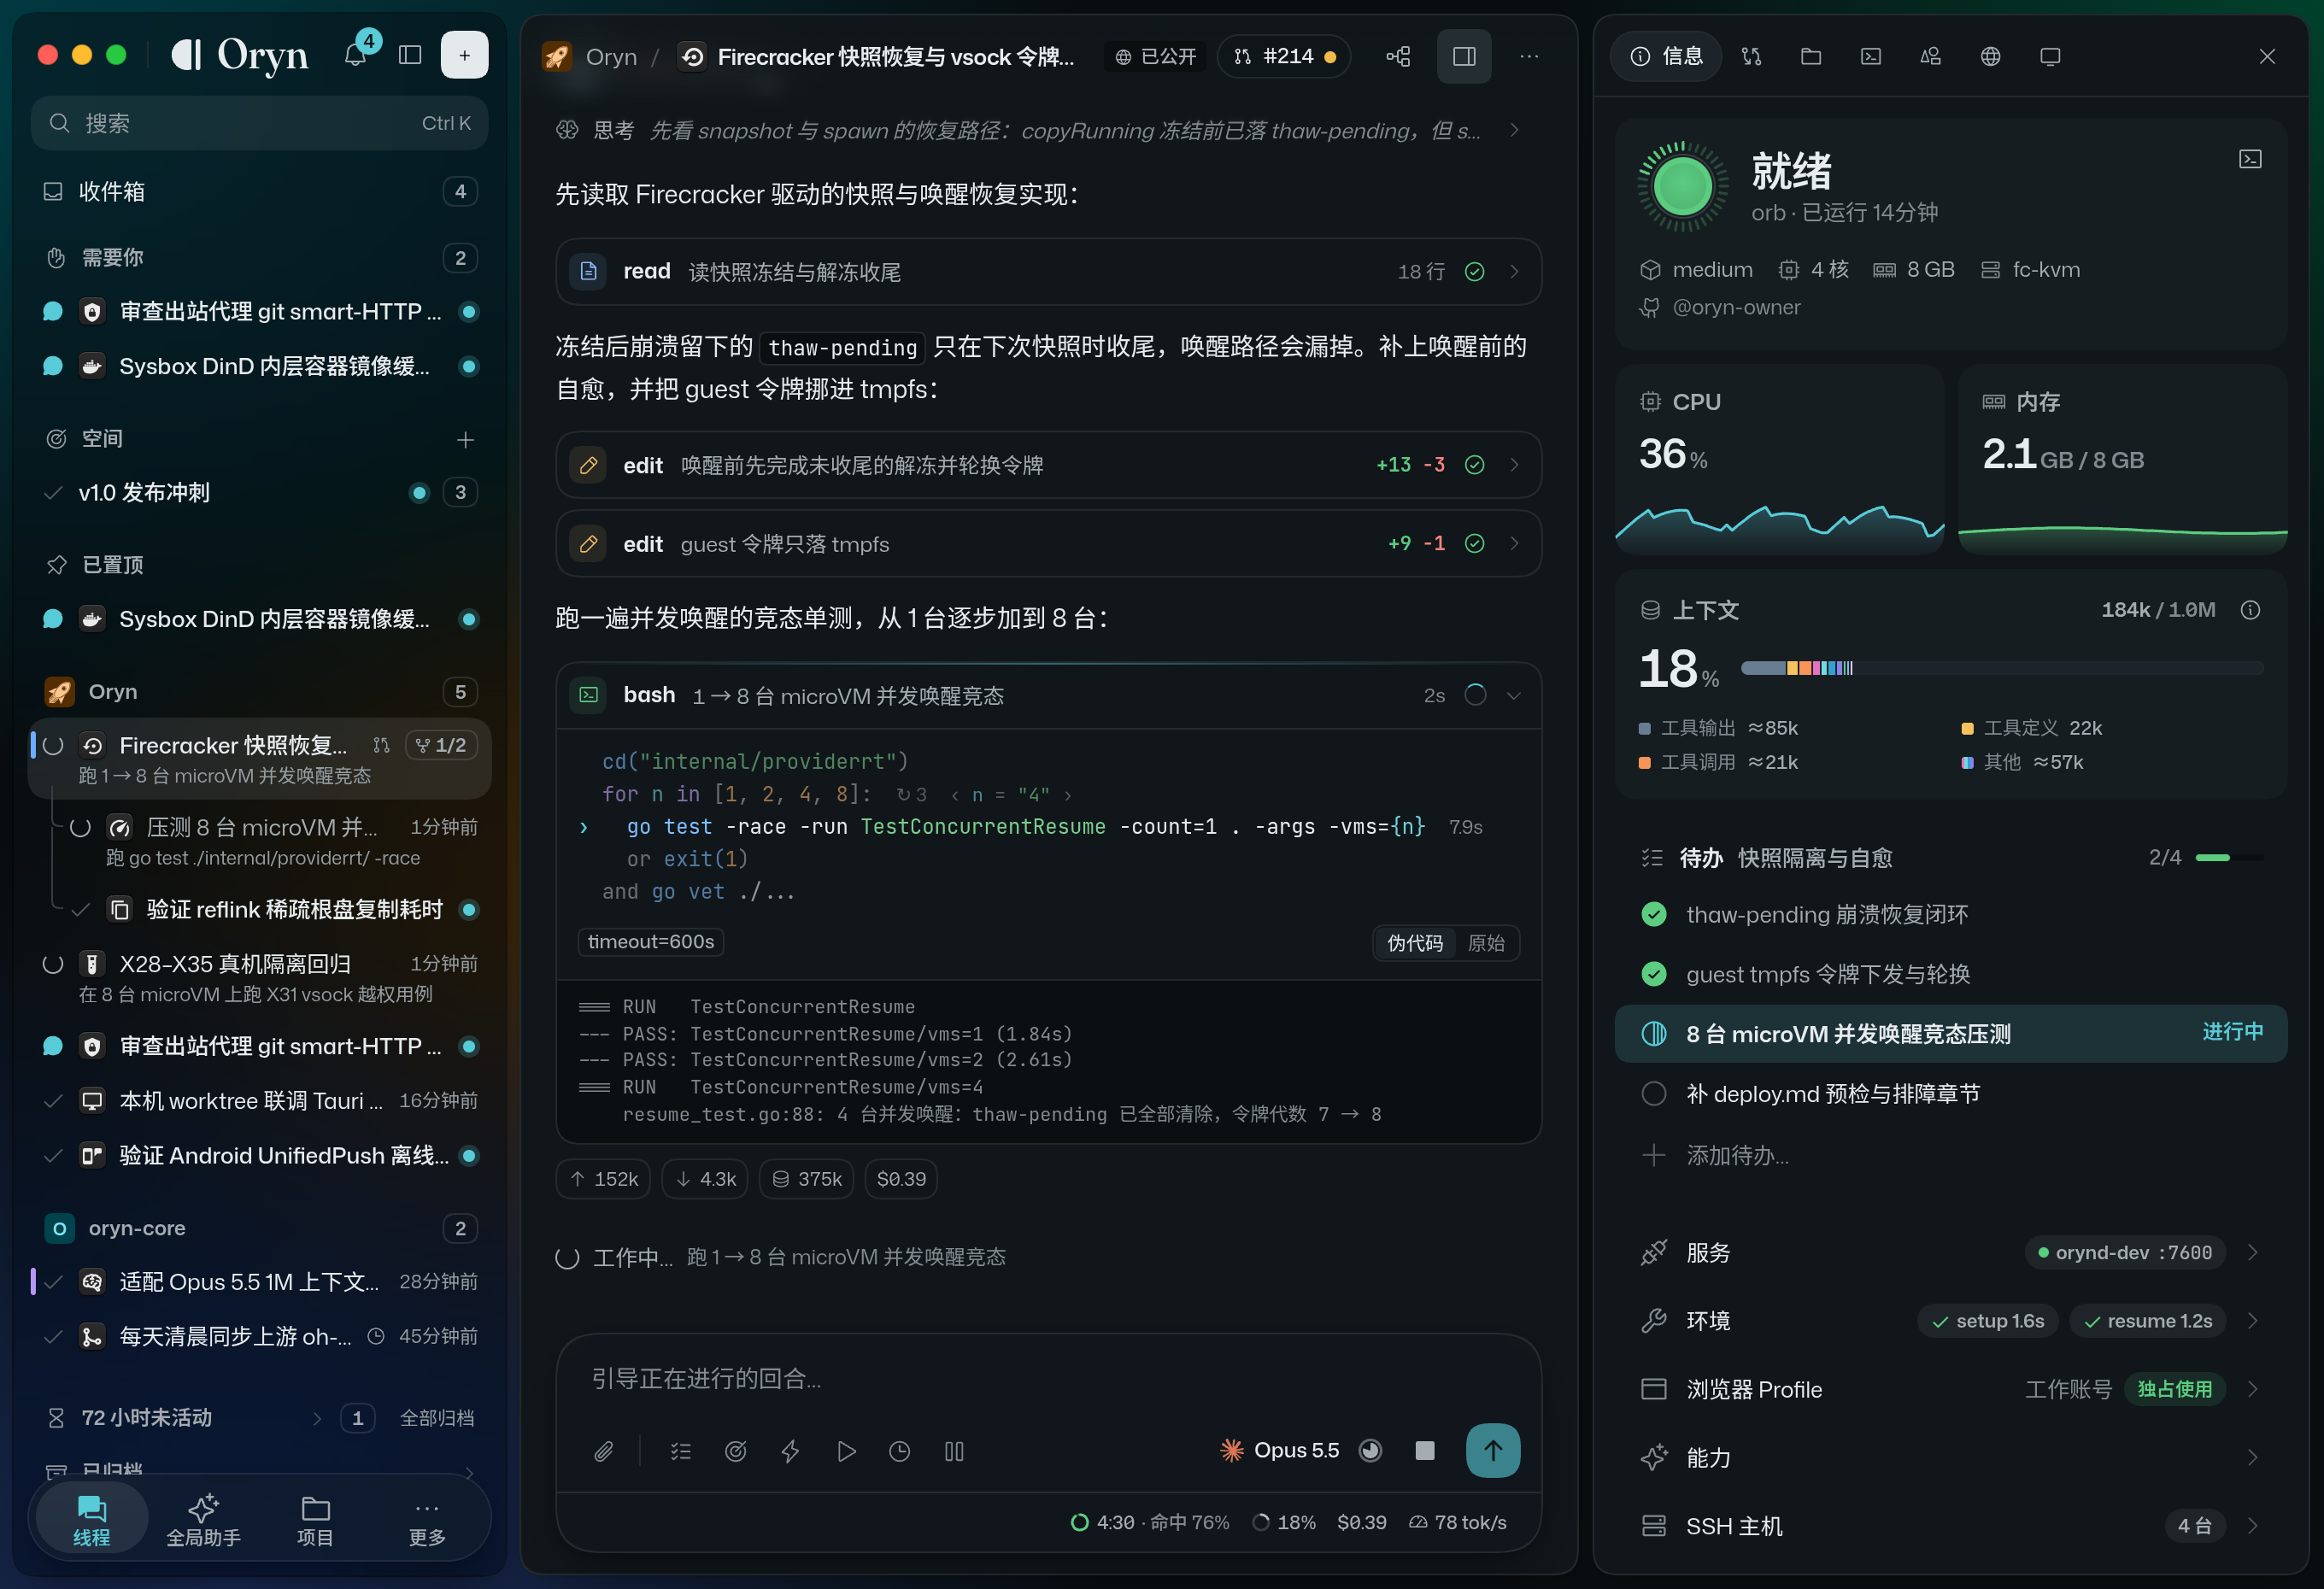 Oryn
4
+
搜索 Ctrl K
收件箱 4
需要你 2
审查出站代理 git smart-HTTP ...
Sysbox DinD 内层容器镜像缓...
空间
v1.0 发布冲刺 3
已置顶
Sysbox DinD 内层容器镜像缓...
Oryn 5
Firecracker 快照恢复... 1/2
跑 1 → 8 台 microVM 并发唤醒竞态
压测 8 台 microVM 并... 1分钟前
跑 go test ./internal/providerrt/ -race
验证 reflink 稀疏根盘复制耗时
X28–X35 真机隔离回归 1分钟前
在 8 台 microVM 上跑 X31 vsock 越权用例
审查出站代理 git smart-HTTP ...
本机 worktree 联调 Tauri ... 16分钟前
验证 Android UnifiedPush 离线...
O oryn-core 2
适配 Opus 5.5 1M 上下文... 28分钟前
每天清晨同步上游 oh-... 45分钟前
72 小时未活动 1 全部归档
已归档
线程 全局助手 项目 更多
Oryn / Firecracker 快照恢复与 vsock 令牌... 已公开 #214
思考 先看 snapshot 与 spawn 的恢复路径：copyRunning 冻结前已落 thaw-pending，但 s...
先读取 Firecracker 驱动的快照与唤醒恢复实现：
read 读快照冻结与解冻收尾 18 行
冻结后崩溃留下的 thaw-pending 只在下次快照时收尾，唤醒路径会漏掉。补上唤醒前的
自愈，并把 guest 令牌挪进 tmpfs：
edit 唤醒前先完成未收尾的解冻并轮换令牌 +13 -3
edit guest 令牌只落 tmpfs +9 -1
跑一遍并发唤醒的竞态单测，从 1 台逐步加到 8 台：
bash 1 → 8 台 microVM 并发唤醒竞态 2s
cd("internal/providerrt")
for n in [1, 2, 4, 8]: ↻ 3 ‹ n = "4" ›
› go test -race -run TestConcurrentResume -count=1 . -args -vms={n} 7.9s
or exit(1)
and go vet ./...
timeout=600s 伪代码 原始
=== RUN TestConcurrentResume
--- PASS: TestConcurrentResume/vms=1 (1.84s)
--- PASS: TestConcurrentResume/vms=2 (2.61s)
=== RUN TestConcurrentResume/vms=4
resume_test.go:88: 4 台并发唤醒：thaw-pending 已全部清除，令牌代数 7 → 8
↑ 152k ↓ 4.3k 375k $0.39
工作中... 跑 1 → 8 台 microVM 并发唤醒竞态
引导正在进行的回合...
Opus 5.5
4:30 · 命中 76% 18% $0.39 78 tok/s
信息
就绪
orb · 已运行 14分钟
medium 4 核 8 GB fc-kvm
@oryn-owner
CPU
36 %
内存
2.1 GB / 8 GB
上下文 184k / 1.0M
18 %
工具输出 ≈85k 工具定义 22k
工具调用 ≈21k 其他 ≈57k
待办 快照隔离与自愈 2/4
thaw-pending 崩溃恢复闭环
guest tmpfs 令牌下发与轮换
8 台 microVM 并发唤醒竞态压测 进行中
补 deploy.md 预检与排障章节
添加待办...
服务 orynd-dev :7600
环境 setup 1.6s resume 1.2s
浏览器 Profile 工作账号 独占使用
能力
SSH 主机 4 台